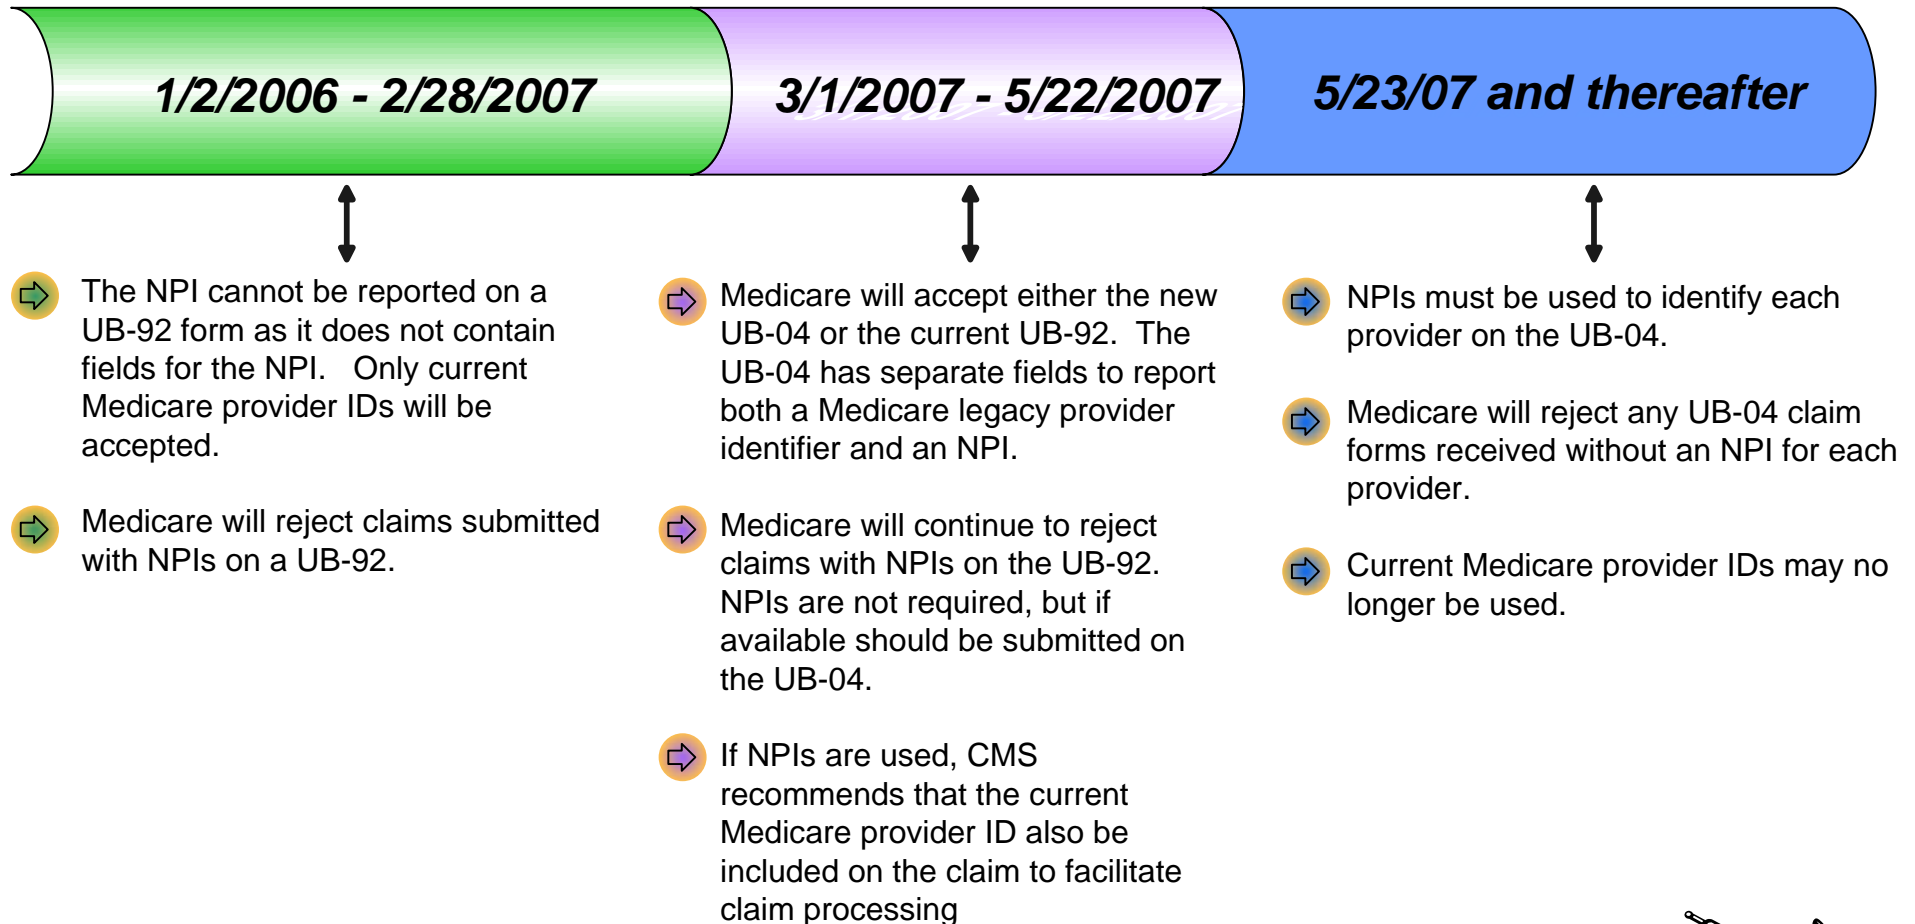 1/2/2006 - 2/28/2007
3/1/2007 - 5/22/2007
5/23/07 and thereafter
The NPI cannot be reported on a
UB-92 form as it does not contain
fields for the NPI. Only current
Medicare provider IDs will be
accepted.
Medicare will reject claims submitted
with NPIs on a UB-92.
Medicare will accept either the new
UB-04 or the current UB-92. The
UB-04 has separate fields to report
both a Medicare legacy provider
identifier and an NPI.
Medicare will continue to reject
claims with NPIs on the UB-92.
NPIs are not required, but if
available should be submitted on
the UB-04.
If NPIs are used, CMS
recommends that the current
Medicare provider ID also be
included on the claim to facilitate
claim processing
NPIs must be used to identify each
provider on the UB-04.
Medicare will reject any UB-04 claim
forms received without an NPI for each
provider.
Current Medicare provider IDs may no
longer be used.